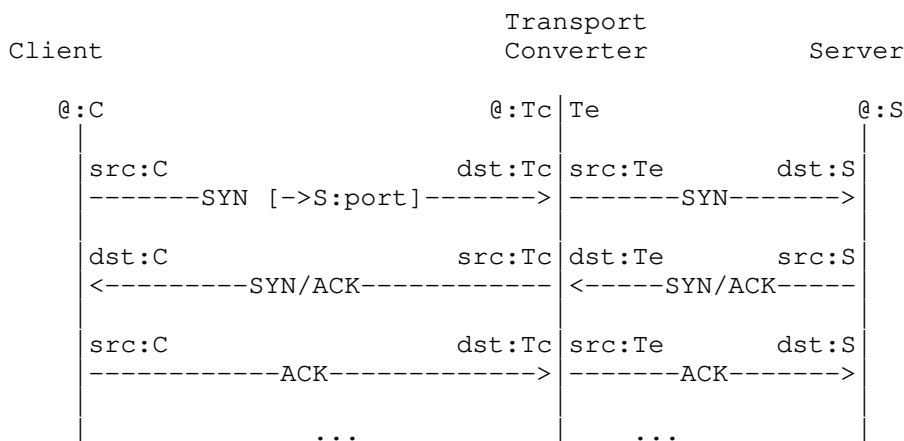 Transport
Client Converter Server
@:C @:Tc|Te @:S
src:C dst:Tc|src:Te dst:S
-------SYN [->S:port]------->|-------SYN------->
dst:C src:Tc|dst:Te src:S
<---------SYN/ACK------------|<-----SYN/ACK-----
src:C dst:Tc|src:Te dst:S
------------ACK------------->|-------ACK------->
... ...